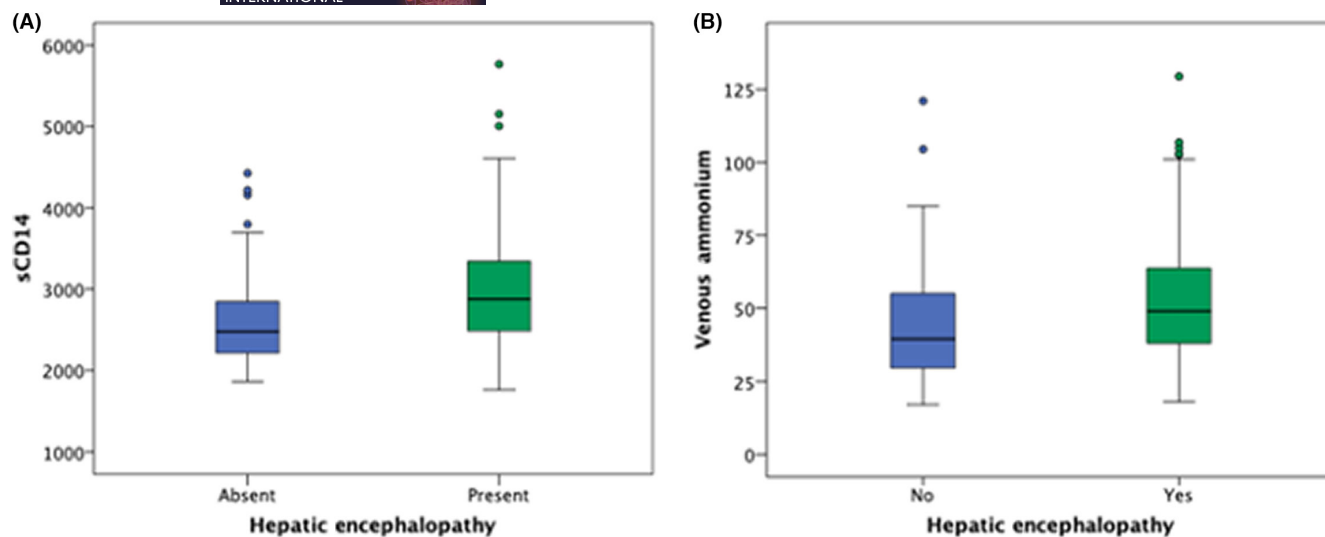 INTERNATIONAL
(A)
6000
5000
4000
3000
2000
1000
sCD14
Absent Present
Hepatic encephalopathy
(B)
125
100
75
50
25
0
Venous ammonium
No Yes
Hepatic encephalopathy